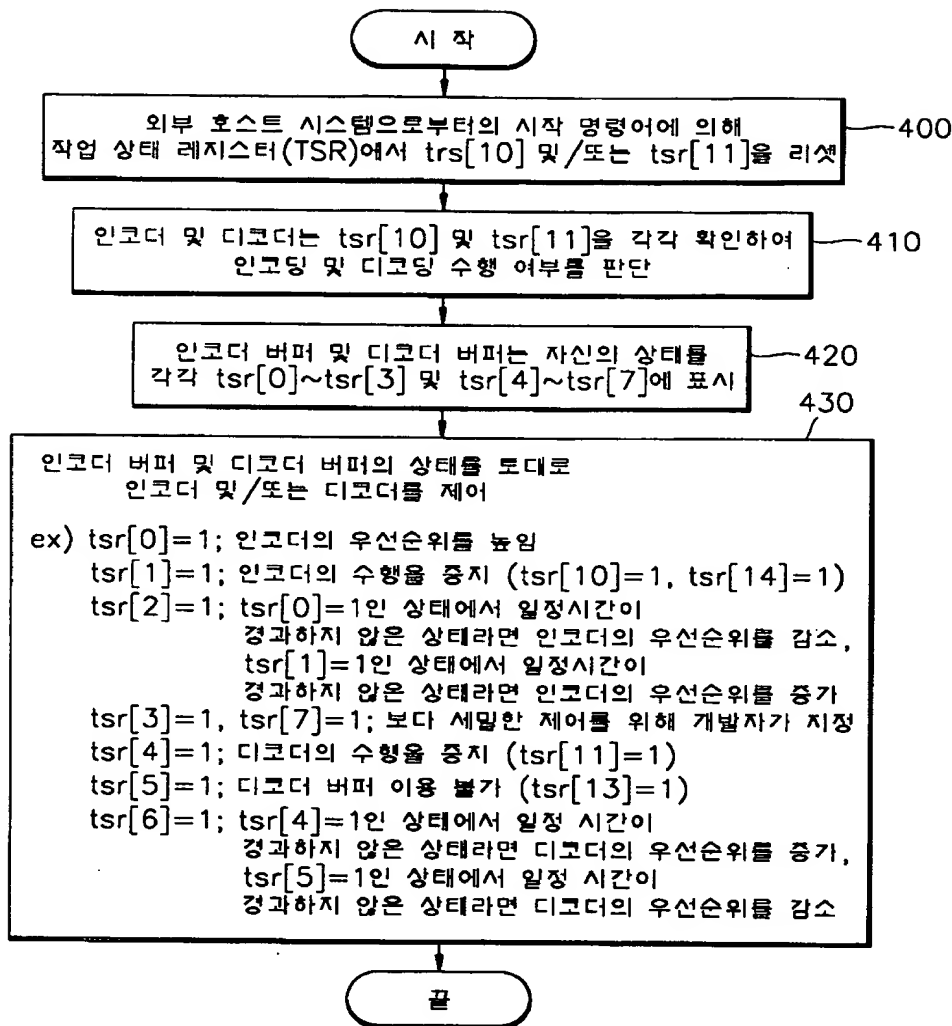 시 작
외부 호스트 시스템으로부터의 시작 명령어에 의해
작업 상태 레지스터(TSR)에서 trs[10] 및/또는 tsr[11]을 리셋
400
인코더 및 디코더는 tsr[10] 및 tsr[11]을 각각 확인하여
인코딩 및 디코딩 수행 여부를 판단
410
인코더 버퍼 및 디코더 버퍼는 자신의 상태를
각각 tsr[0]~tsr[3] 및 tsr[4]~tsr[7]에 표시
420
430
인코더 버퍼 및 디코더 버퍼의 상태를 토대로
인코더 및/또는 디코더를 제어
ex) tsr[0]=1; 인코더의 우선순위를 높임
tsr[1]=1; 인코더의 수행을 중지 (tsr[10]=1, tsr[14]=1)
tsr[2]=1; tsr[0]=1인 상태에서 일정시간이
경과하지 않은 상태라면 인코더의 우선순위를 감소,
tsr[1]=1인 상태에서 일정시간이
경과하지 않은 상태라면 인코더의 우선순위를 증가
tsr[3]=1, tsr[7]=1; 보다 세밀한 제어를 위해 개발자가 지정
tsr[4]=1; 디코더의 수행을 중지 (tsr[11]=1)
tsr[5]=1; 디코더 버퍼 이용 불가 (tsr[13]=1)
tsr[6]=1; tsr[4]=1인 상태에서 일정 시간이
경과하지 않은 상태라면 디코더의 우선순위를 증가,
tsr[5]=1인 상태에서 일정 시간이
경과하지 않은 상태라면 디코더의 우선순위를 감소
끝